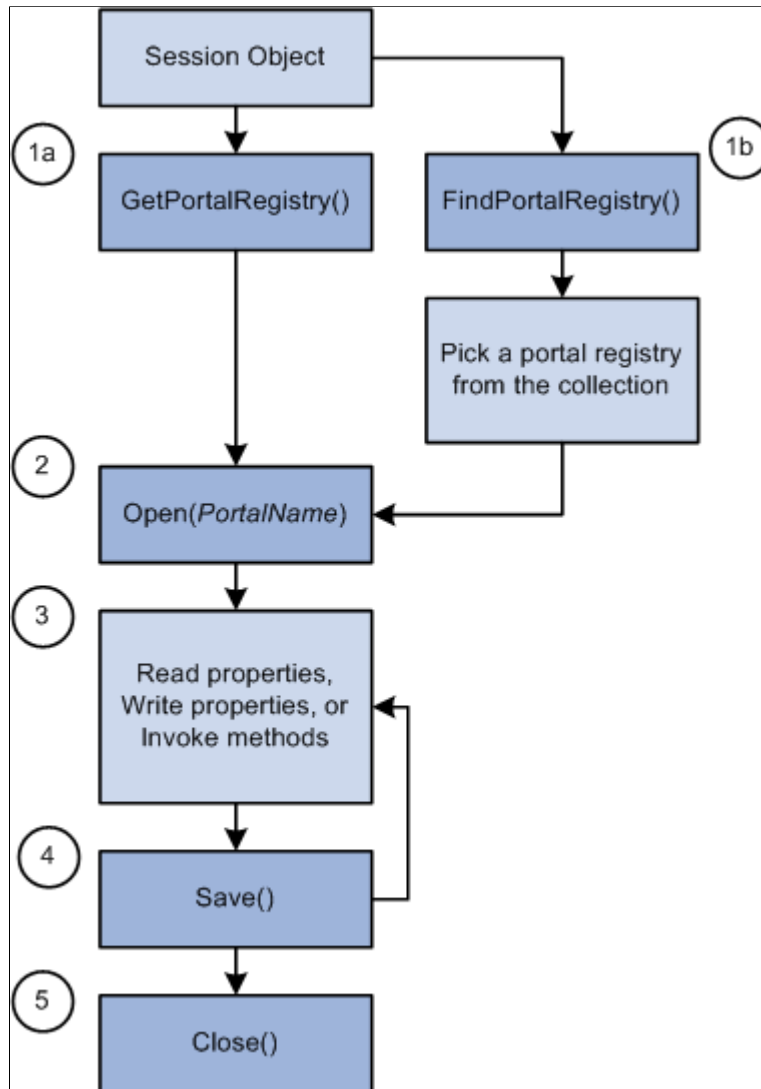 Session Object
1a
1b
GetPortalRegistry()
FindPortalRegistry()
Pick a portal registry
from the collection
2
Open(PortalName)
3
Read properties,
Write properties, or
Invoke methods
4
Save()
5
Close()